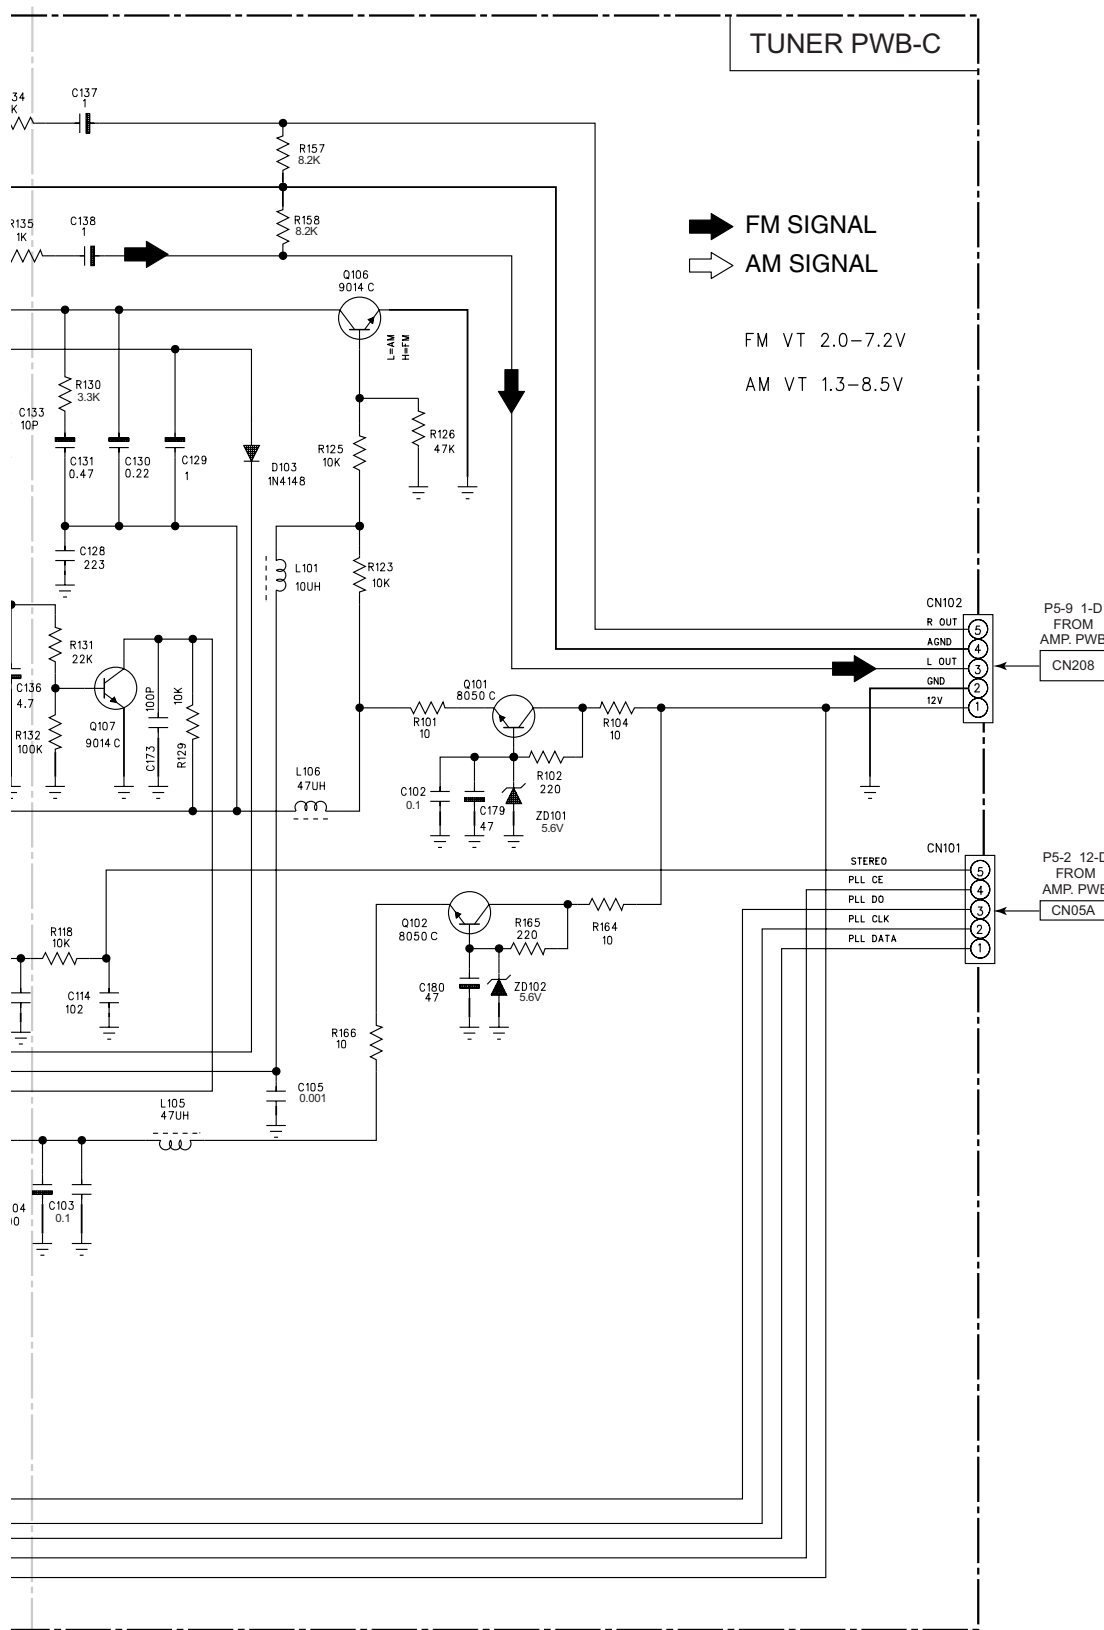 TUNER PWB-C
C137
1
34
K
R157
8.2K
R135
1K
C138
1
R158
8.2K
FM SIGNAL
AM SIGNAL
Q106
9014 C
L=AM
H=FM
FM VT 2.0-7.2V
AM VT 1.3-8.5V
R130
3.3K
C133
10P
C131
0.47
C130
0.22
C129
1
D103
1N4148
R125
10K
R126
47K
C128
223
L101
10UH
R123
10K
CN102
R OUT
5
AGND
4
L OUT
3
GND
2
12V
1
P5-9 1-D
FROM
AMP. PWB
CN208
R131
22K
C136
4.7
R132
100K
Q107
9014 C
100P
C173
10K
R129
Q101
8050 C
R101
10
R104
10
L106
47UH
R102
220
C102
0.1
C179
47
ZD101
5.6V
CN101
STEREO
5
PLL CE
4
PLL DO
3
PLL CLK
2
PLL DATA
1
P5-2 12-D
FROM
AMP. PWB
CN05A
Q102
8050 C
R165
220
R164
10
R118
10K
C114
102
C180
47
ZD102
5.6V
R166
10
C105
0.001
L105
47UH
04
00
C103
0.1